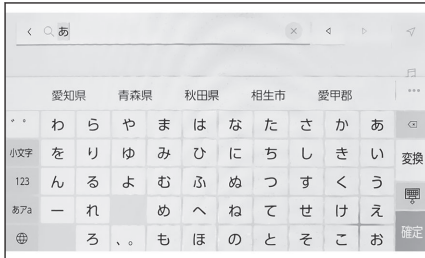 あ
愛知県 青森県 秋田県 相生市 愛甲郡
゛゜ わ ら や ま は な た さ か あ
小文字 を り ゆ み ひ に ち し き い 変換
123 ん る よ む ふ ぬ つ す く う
あアa ー れ め へ ね て せ け え
ろ 、。 も ほ の と そ こ お 確定